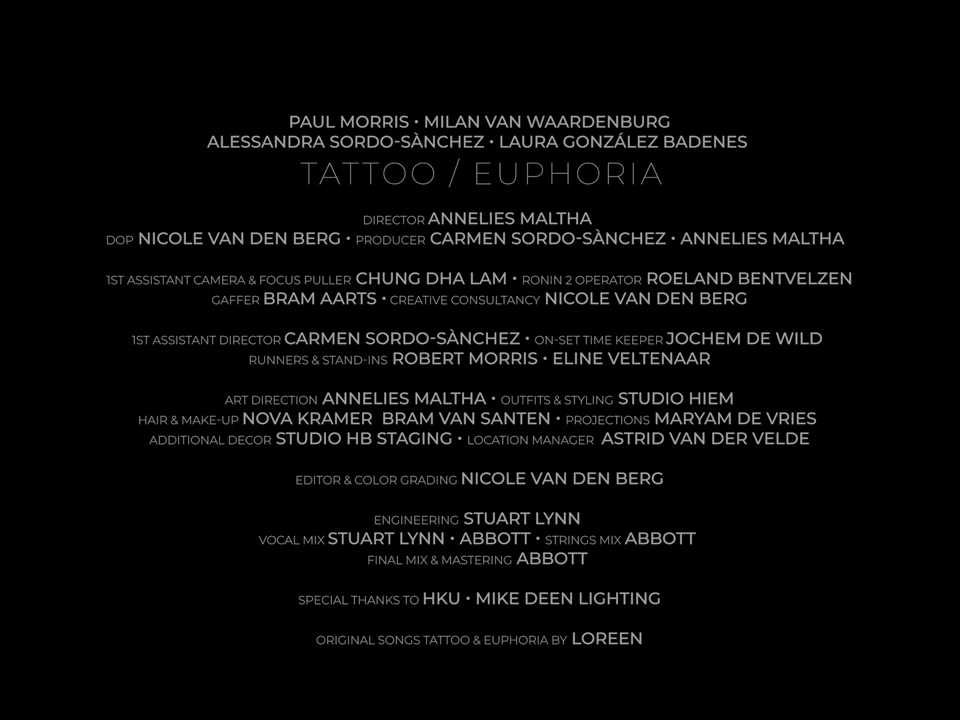 PAUL MORRIS • MILAN VAN WAARDENBURG
ALESSANDRA SORDO-SÀNCHEZ • LAURA GONZÁLEZ BADENES
TATTOO / EUPHORIA
DIRECTOR ANNELIES MALTHA
DOP NICOLE VAN DEN BERG • PRODUCER CARMEN SORDO-SÀNCHEZ • ANNELIES MALTHA
1ST ASSISTANT CAMERA & FOCUS PULLER CHUNG DHA LAM • RONIN 2 OPERATOR ROELAND BENTVELZEN
GAFFER BRAM AARTS • CREATIVE CONSULTANCY NICOLE VAN DEN BERG
1ST ASSISTANT DIRECTOR CARMEN SORDO-SÀNCHEZ • ON-SET TIME KEEPER JOCHEM DE WILD
RUNNERS & STAND-INS ROBERT MORRIS • ELINE VELTENAAR
ART DIRECTION ANNELIES MALTHA • OUTFITS & STYLING STUDIO HIEM
HAIR & MAKE-UP NOVA KRAMER BRAM VAN SANTEN • PROJECTIONS MARYAM DE VRIES
ADDITIONAL DECOR STUDIO HB STAGING • LOCATION MANAGER ASTRID VAN DER VELDE
EDITOR & COLOR GRADING NICOLE VAN DEN BERG
ENGINEERING STUART LYNN
VOCAL MIX STUART LYNN • ABBOTT • STRINGS MIX ABBOTT
FINAL MIX & MASTERING ABBOTT
SPECIAL THANKS TO HKU • MIKE DEEN LIGHTING
ORIGINAL SONGS TATTOO & EUPHORIA BY LOREEN